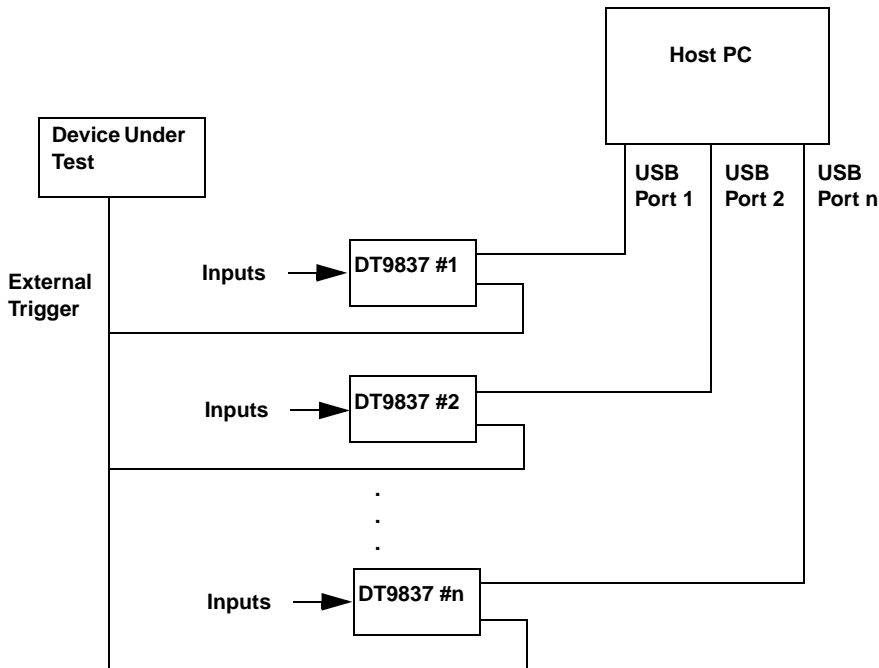 Host PC
Device Under
Test
USB
Port 1
USB
Port 2
USB
Port n
External
Trigger
Inputs
DT9837 #1
Inputs
DT9837 #2
.
.
.
Inputs
DT9837 #n